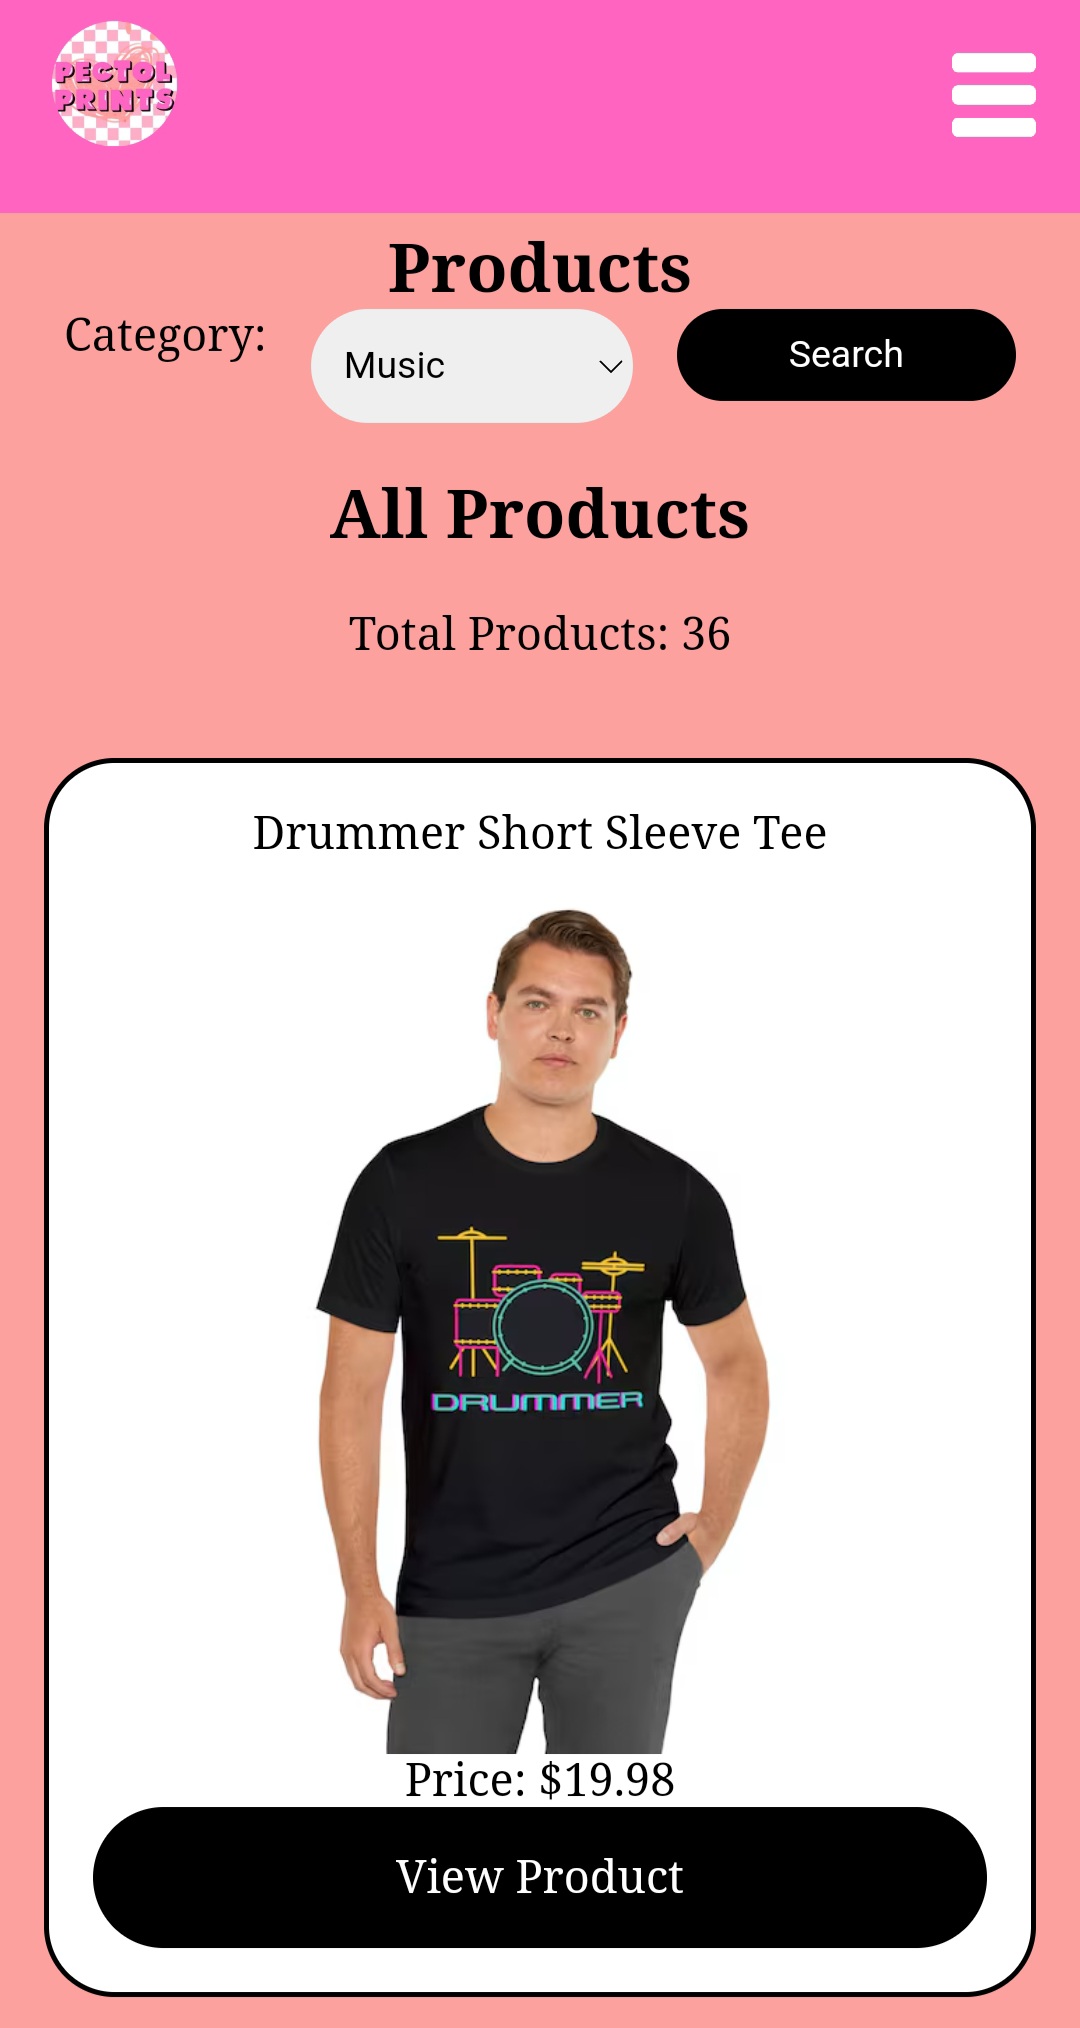 PECTOL
PRINTS
Products
Category:
Music
Search
All Products
Total Products: 36
Drummer Short Sleeve Tee
DRUMMER
Price: $19.98
View Product